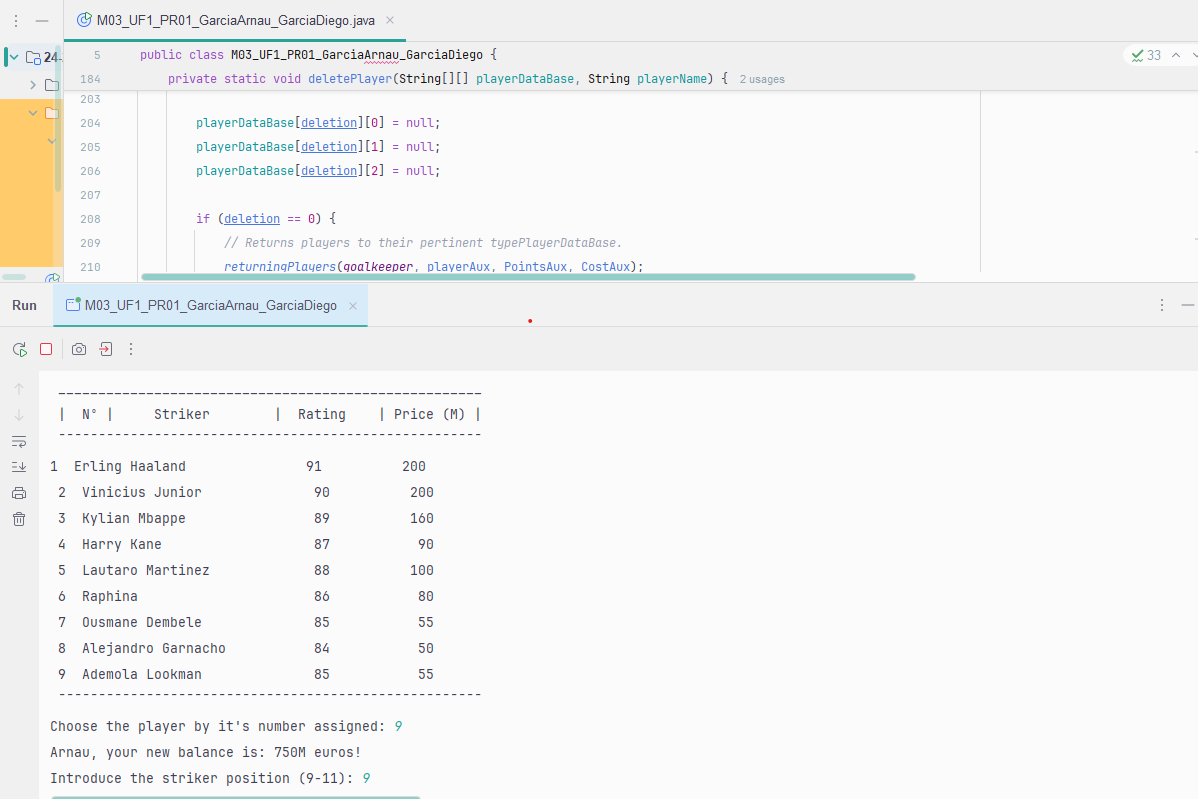 M03_UF1_PR01_GarciaArnau_GarciaDiego.java
24
5 public class M03_UF1_PR01_GarciaArnau_GarciaDiego {
33
184 private static void deletePlayer(String[][] playerDataBase, String playerName) { 2 usages
203
204 playerDataBase[deletion][0] = null;
205 playerDataBase[deletion][1] = null;
206 playerDataBase[deletion][2] = null;
207
208 if (deletion == 0) {
209 // Returns players to their pertinent typePlayerDataBase.
210 returningPlayers(goalkeeper, playerAux, PointsAux, CostAux);
Run M03_UF1_PR01_GarciaArnau_GarciaDiego
-----------------------------------------------------
| N° | Striker | Rating | Price (M) |
-----------------------------------------------------
1 Erling Haaland 91 200
2 Vinicius Junior 90 200
3 Kylian Mbappe 89 160
4 Harry Kane 87 90
5 Lautaro Martinez 88 100
6 Raphina 86 80
7 Ousmane Dembele 85 55
8 Alejandro Garnacho 84 50
9 Ademola Lookman 85 55
-----------------------------------------------------
Choose the player by it's number assigned: 9
Arnau, your new balance is: 750M euros!
Introduce the striker position (9-11): 9